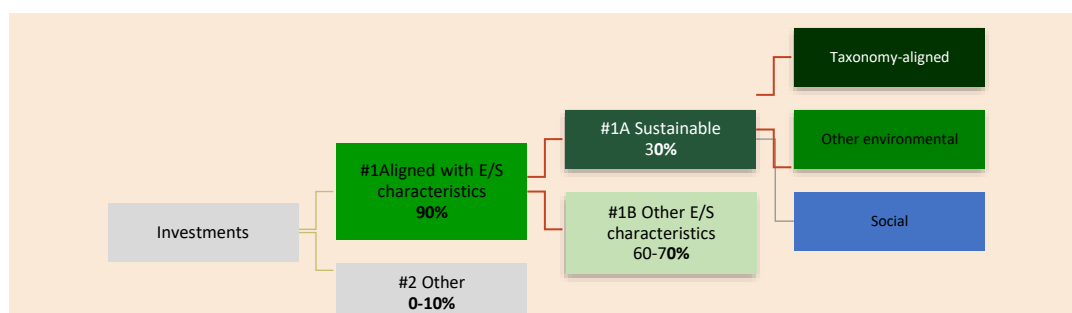 Taxonomy-aligned
#1A Sustainable
30%
Other environmental
#1Aligned with E/S
characteristics
90%
#1B Other E/S
characteristics
60-70%
Social
Investments
#2 Other
0-10%